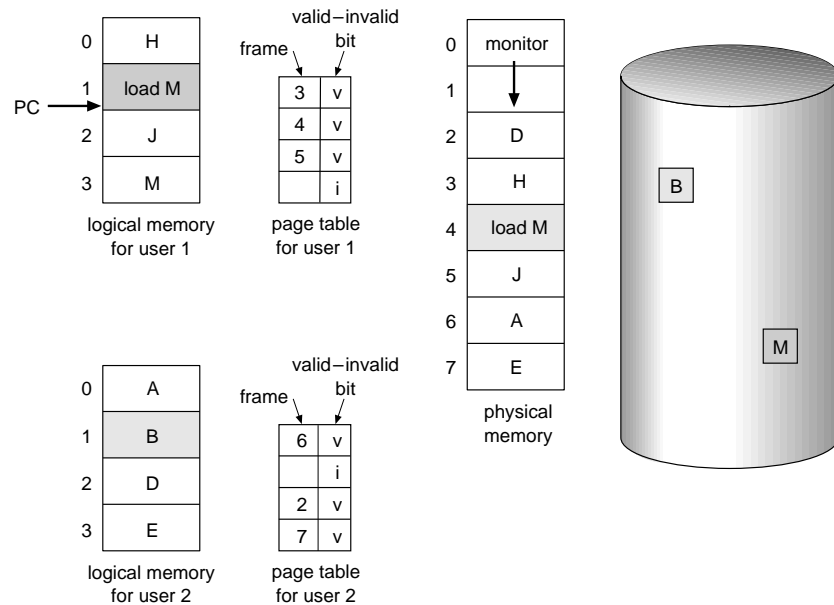 0 H
1 load M
PC
2 J
3 M
logical memory
for user 1
valid–invalid
frame bit
3 v
4 v
5 v
i
page table
for user 1
0 monitor
1
2 D
3 H
4 load M
5 J
6 A
7 E
physical
memory
B
M
0 A
1 B
2 D
3 E
logical memory
for user 2
valid–invalid
frame bit
6 v
i
2 v
7 v
page table
for user 2